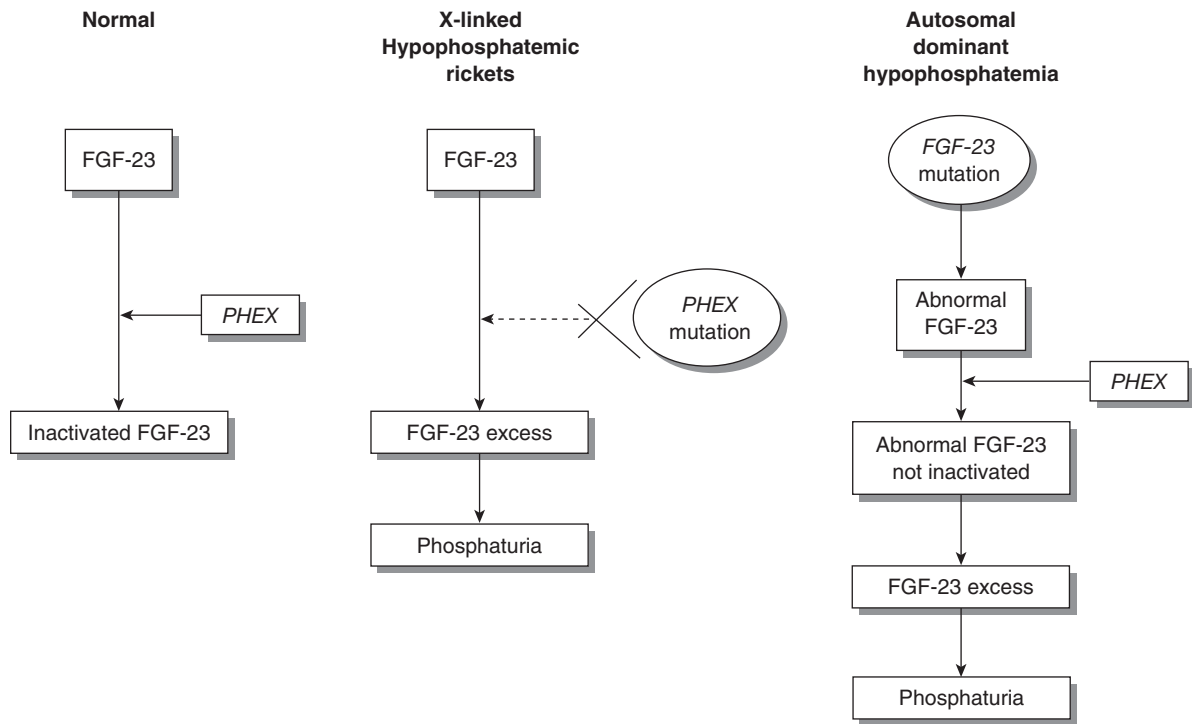 Normal
FGF-23
PHEX
Inactivated FGF-23
X-linked
Hypophosphatemic
rickets
FGF-23
PHEX
mutation
FGF-23 excess
Phosphaturia
Autosomal
dominant
hypophosphatemia
FGF-23
mutation
Abnormal
FGF-23
PHEX
Abnormal FGF-23
not inactivated
FGF-23 excess
Phosphaturia